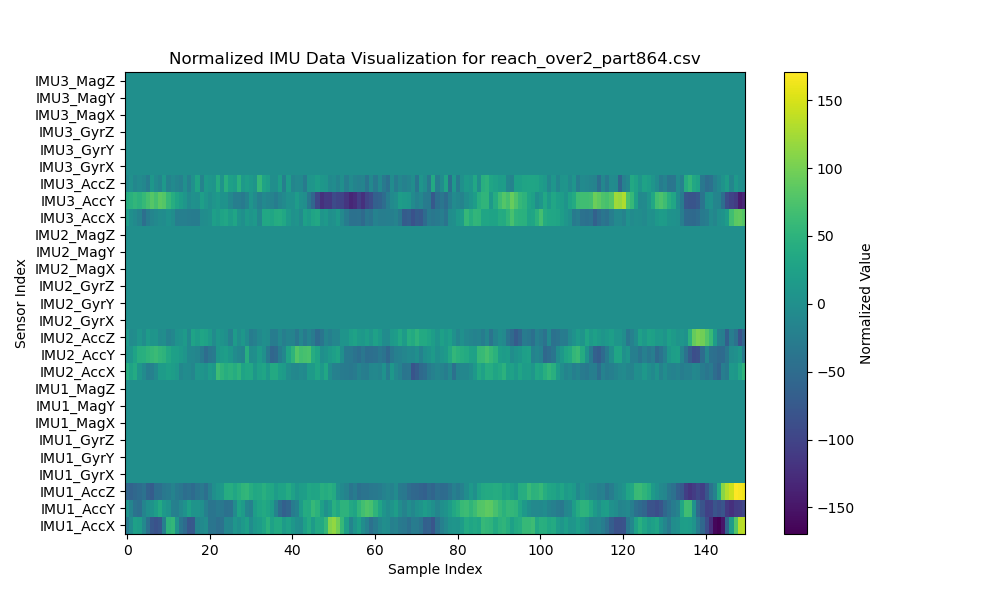 Normalized IMU Data Visualization for reach_over2_part864.csv
IMU3_MagZ
IMU3_MagY
IMU3_MagX
IMU3_GyrZ
IMU3_GyrY
IMU3_GyrX
IMU3_AccZ
IMU3_AccY
IMU3_AccX
IMU2_MagZ
IMU2_MagY
IMU2_MagX
IMU2_GyrZ
IMU2_GyrY
IMU2_GyrX
IMU2_AccZ
IMU2_AccY
IMU2_AccX
IMU1_MagZ
IMU1_MagY
IMU1_MagX
IMU1_GyrZ
IMU1_GyrY
IMU1_GyrX
IMU1_AccZ
IMU1_AccY
IMU1_AccX
Sensor Index
0 20 40 60 80 100 120 140
Sample Index
150
100
50
0
−50
−100
−150
Normalized Value